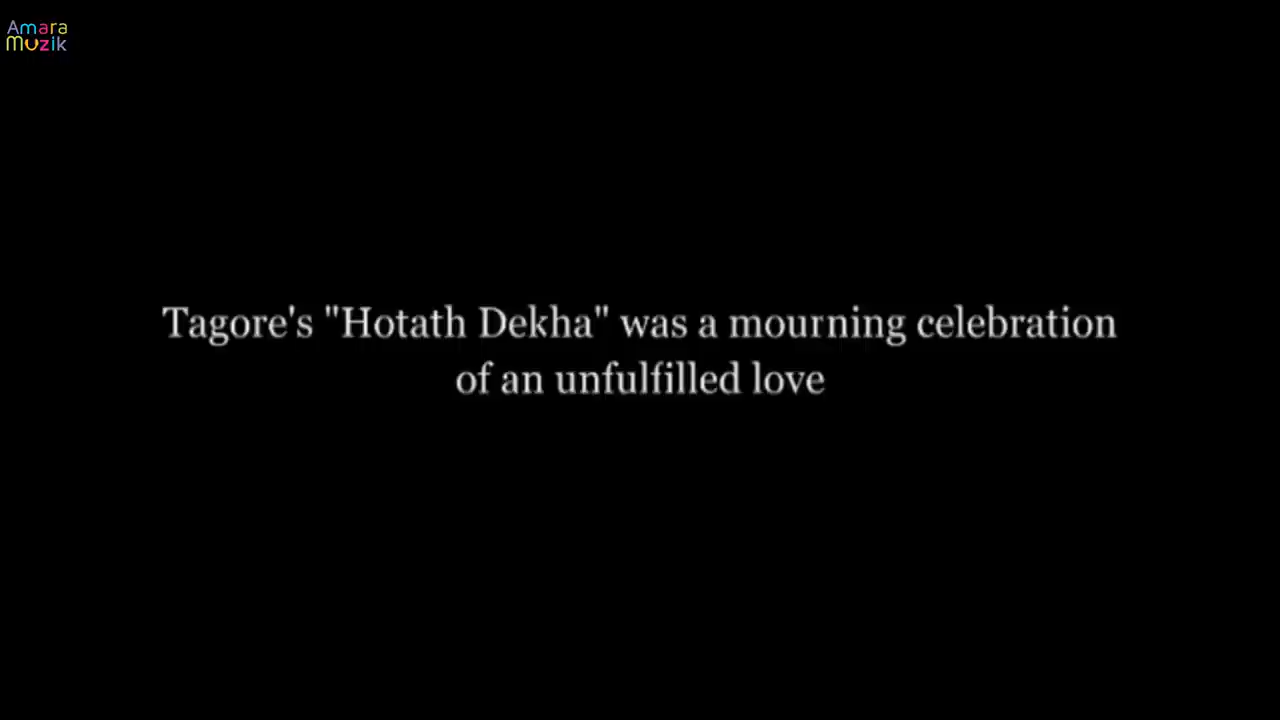 Amara
Muzik
Tagore's "Hotath Dekha" was a mourning celebration
of an unfulfilled love